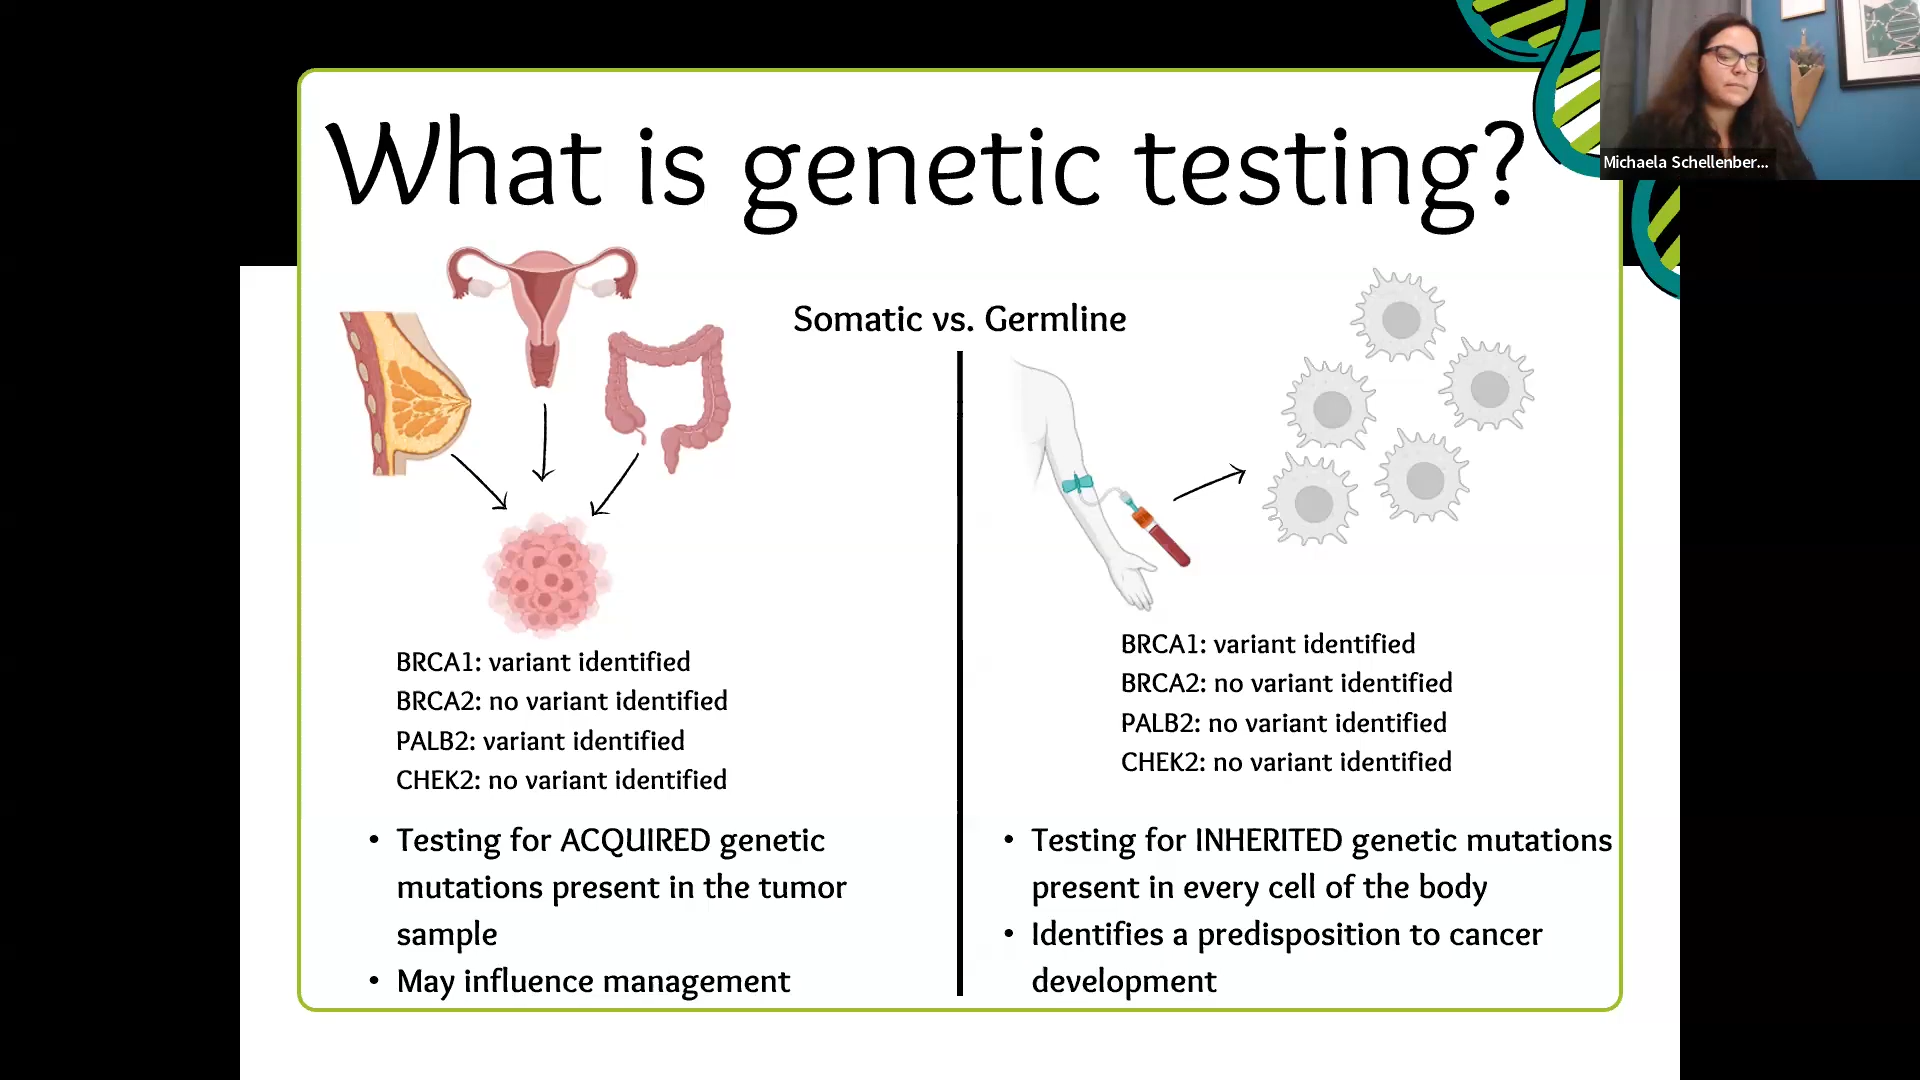 What is genetic testing?
Michaela Schellenber...
Somatic vs. Germline
BRCA1: variant identified
BRCA2: no variant identified
PALB2: variant identified
CHEK2: no variant identified
• Testing for ACQUIRED genetic
mutations present in the tumor
sample
• May influence management
BRCA1: variant identified
BRCA2: no variant identified
PALB2: no variant identified
CHEK2: no variant identified
• Testing for INHERITED genetic mutations
present in every cell of the body
• Identifies a predisposition to cancer
development